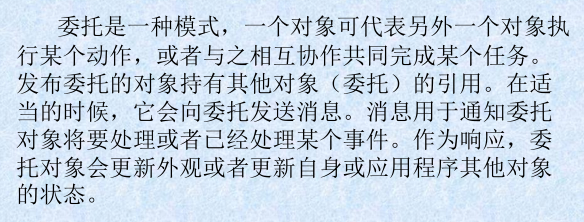 委托是一种模式，一个对象可代表另外一个对象执
行某个动作，或者与之相互协作共同完成某个任务。
发布委托的对象持有其他对象（委托）的引用。在适
当的时候，它会向委托发送消息。消息用于通知委托
对象将要处理或者已经处理某个事件。作为响应，委
托对象会更新外观或者更新自身或应用程序其他对象
的状态。